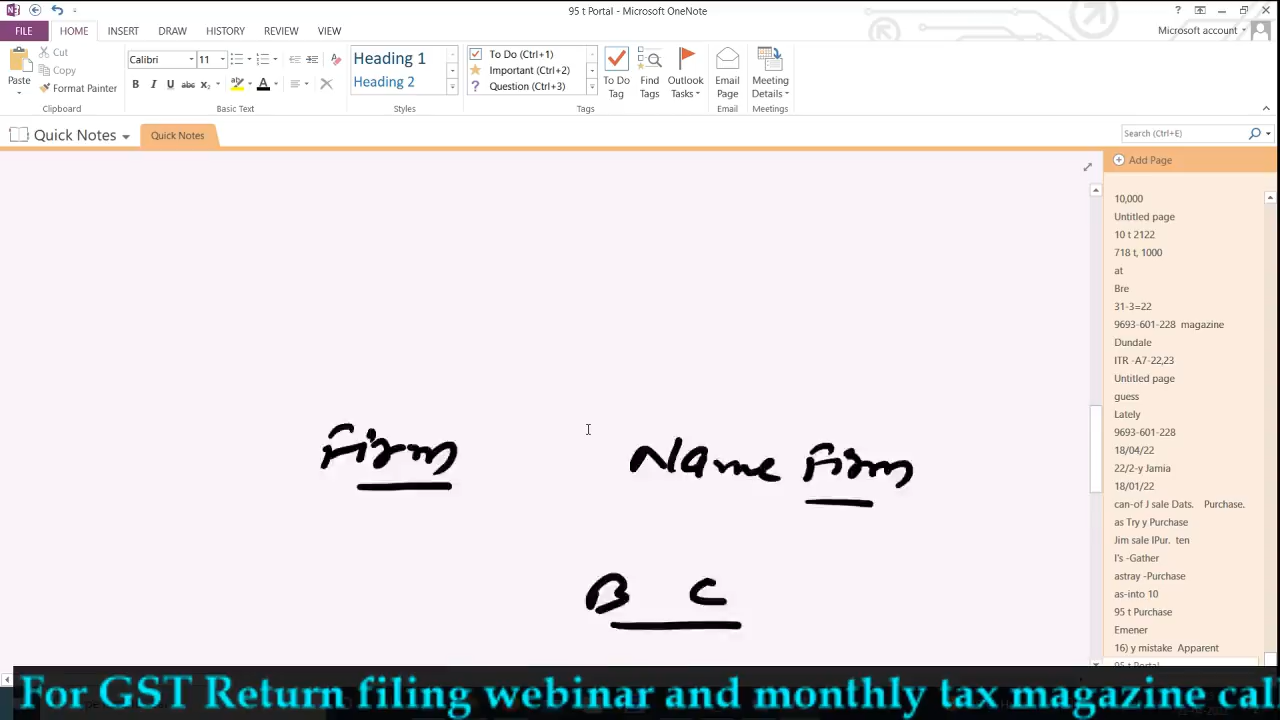 95 t Portal - Microsoft OneNote
?
FILE HOME INSERT DRAW HISTORY REVIEW VIEW
Microsoft account
Paste
Cut
Copy
Format Painter
Clipboard
Calibri 11
B I U abc X₂ A
Basic Text
Heading 1
Heading 2
Styles
To Do (Ctrl+1)
Important (Ctrl+2)
? Question (Ctrl+3)
To Do Tag
Find Tags
Outlook Tasks
Tags
Email Page
Email
Meeting Details
Meetings
Quick Notes
Quick Notes
Search (Ctrl+E)
Add Page
10,000
Untitled page
10 t 2122
718 t, 1000
at
Bre
31-3=22
9693-601-228 magazine
Dundale
ITR -A7-22,23
Untitled page
guess
Lately
9693-601-228
18/04/22
22/2-y Jamia
18/01/22
can-of J sale Dats. Purchase.
as Try y Purchase
Jim sale IPur. ten
I's -Gather
astray -Purchase
as-into 10
95 t Purchase
Emener
16) y mistake Apparent
95 t Portal
Firm Name Firm
B C
For GST Return filing webinar and monthly tax magazine call